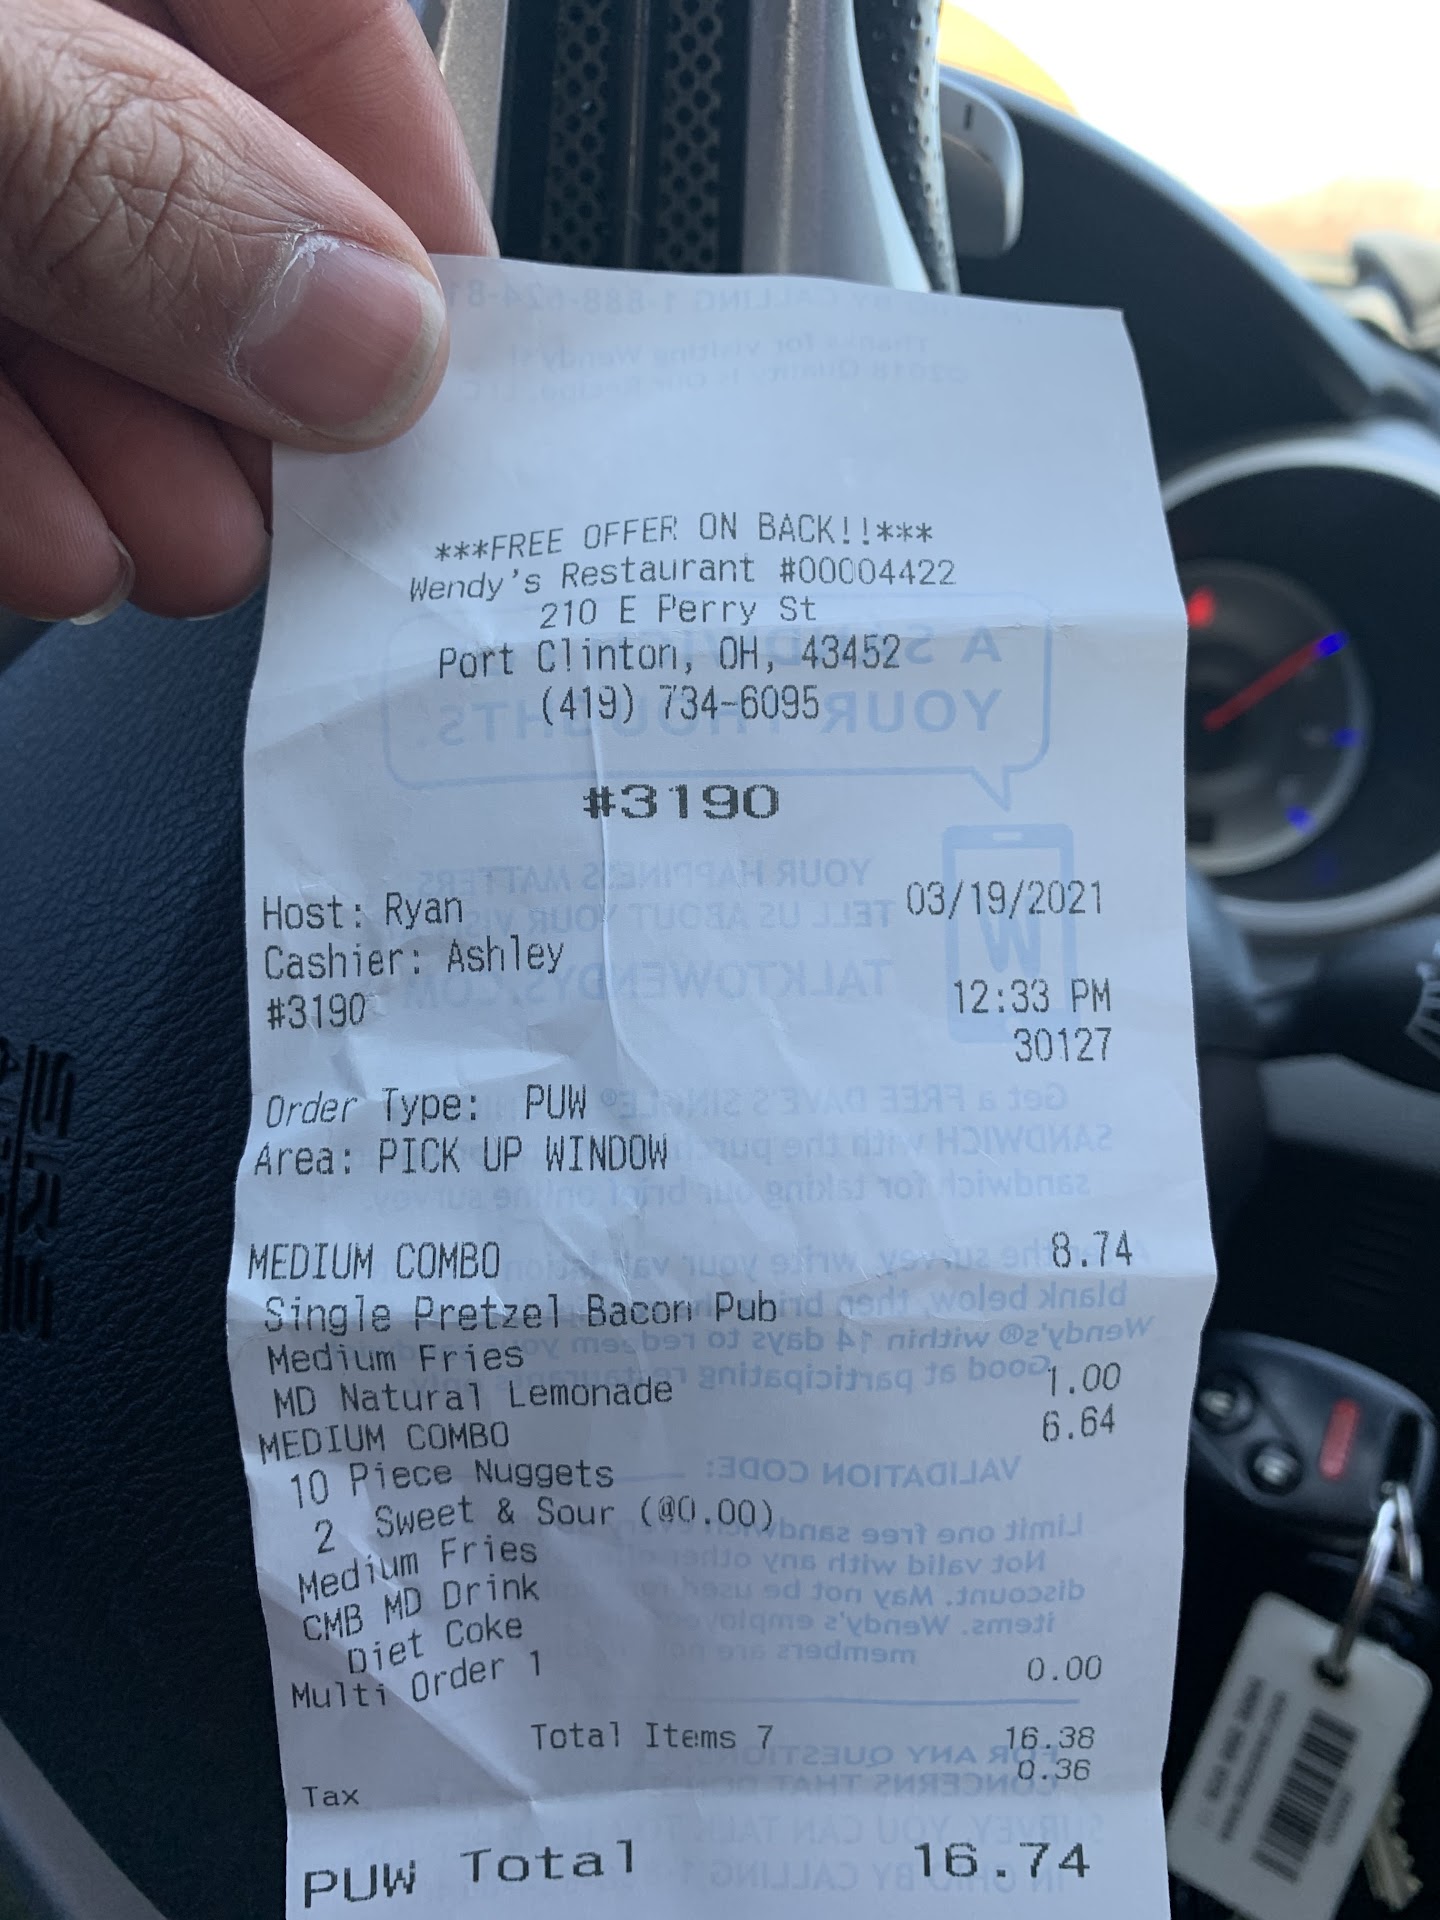 ***FREE OFFER ON BACK!!***
Wendy's Restaurant #00004422
210 E Perry St
Port Clinton, OH, 43452
(419) 734-6095
#3190
Host: Ryan 03/19/2021
Cashier: Ashley
#3190 12:33 PM
30127
Order Type: PUW
Area: PICK UP WINDOW
MEDIUM COMBO 8.74
Single Pretzel Bacon Pub
Medium Fries
MD Natural Lemonade 1.00
MEDIUM COMBO 6.64
10 Piece Nuggets
2 Sweet & Sour (@0.00)
Medium Fries
CMB MD Drink
Diet Coke
Multi Order 1 0.00
Total Items 7 16.38
Tax 0.36
PUW Total 16.74